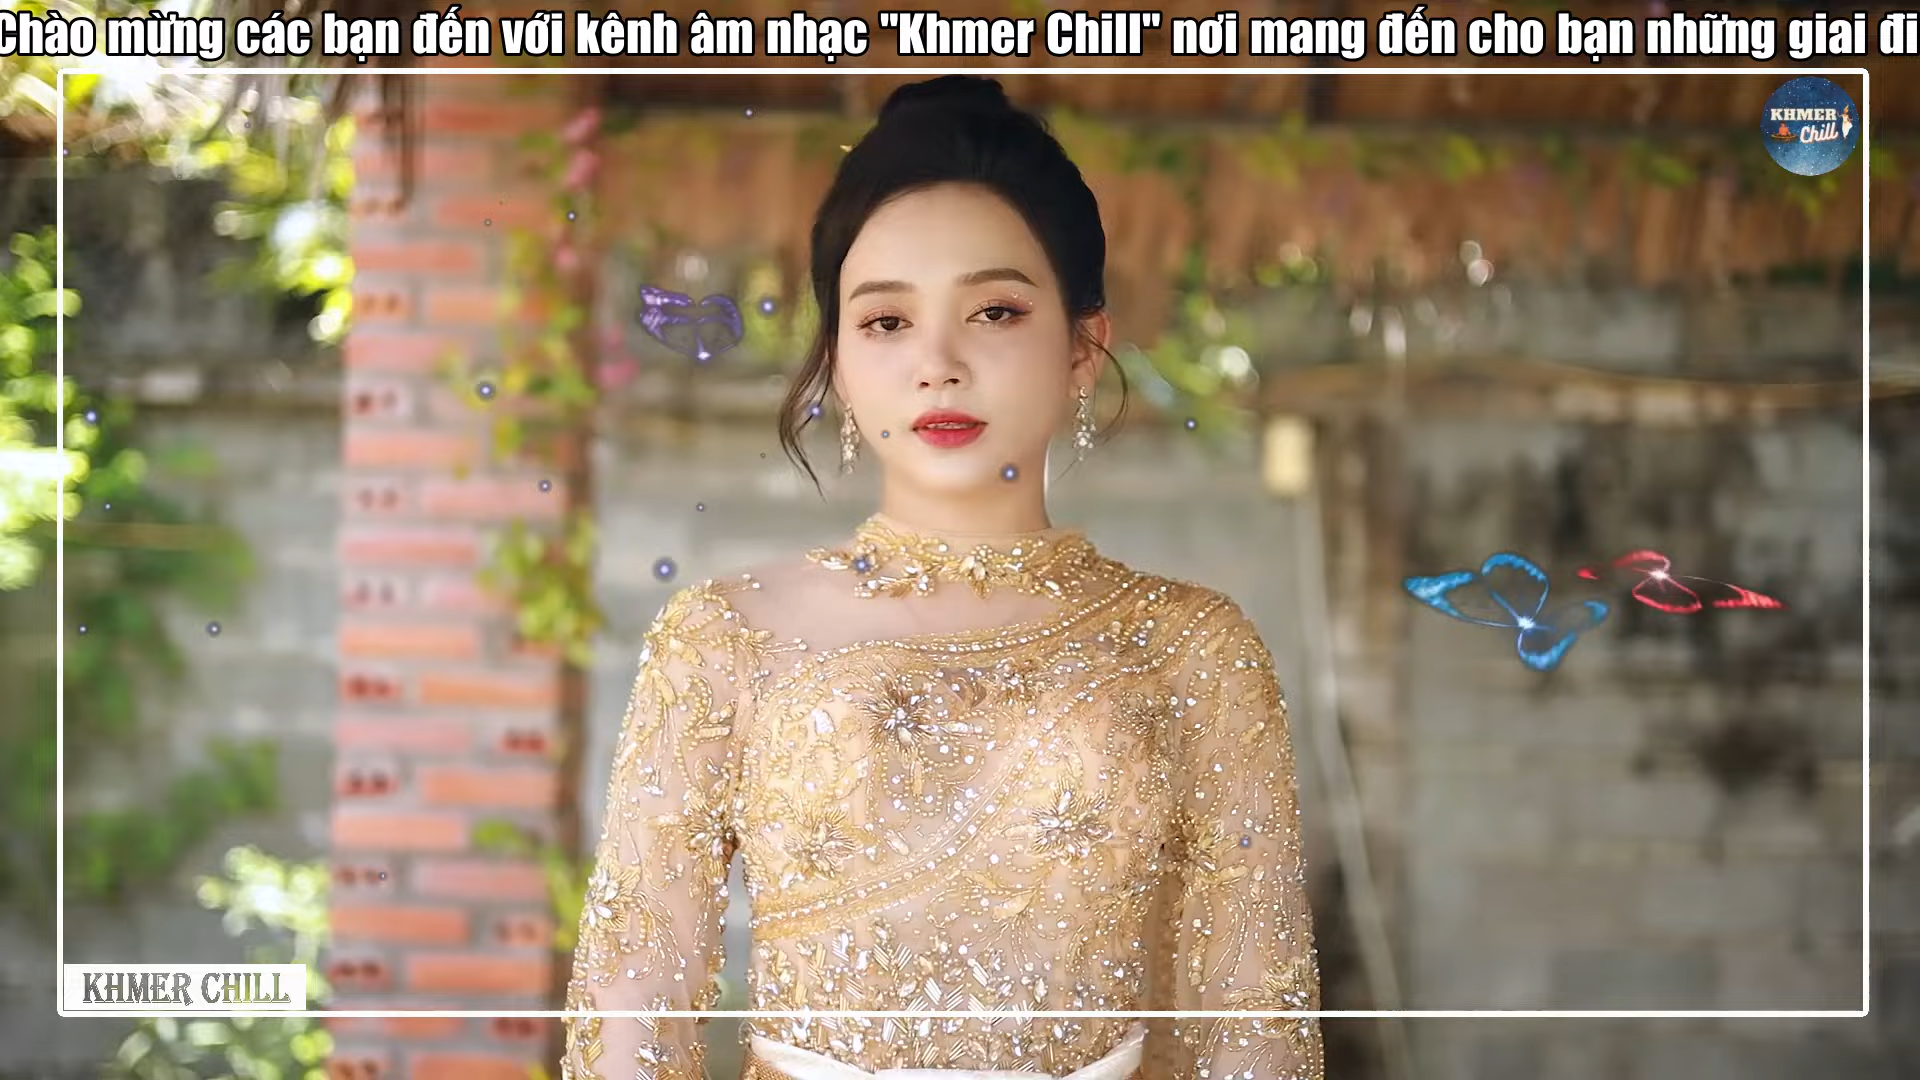 Chào mừng các bạn đến với kênh âm nhạc "Khmer Chill" nơi mang đến cho bạn những giai đi
KHMER
Chill
KHMER CHILL